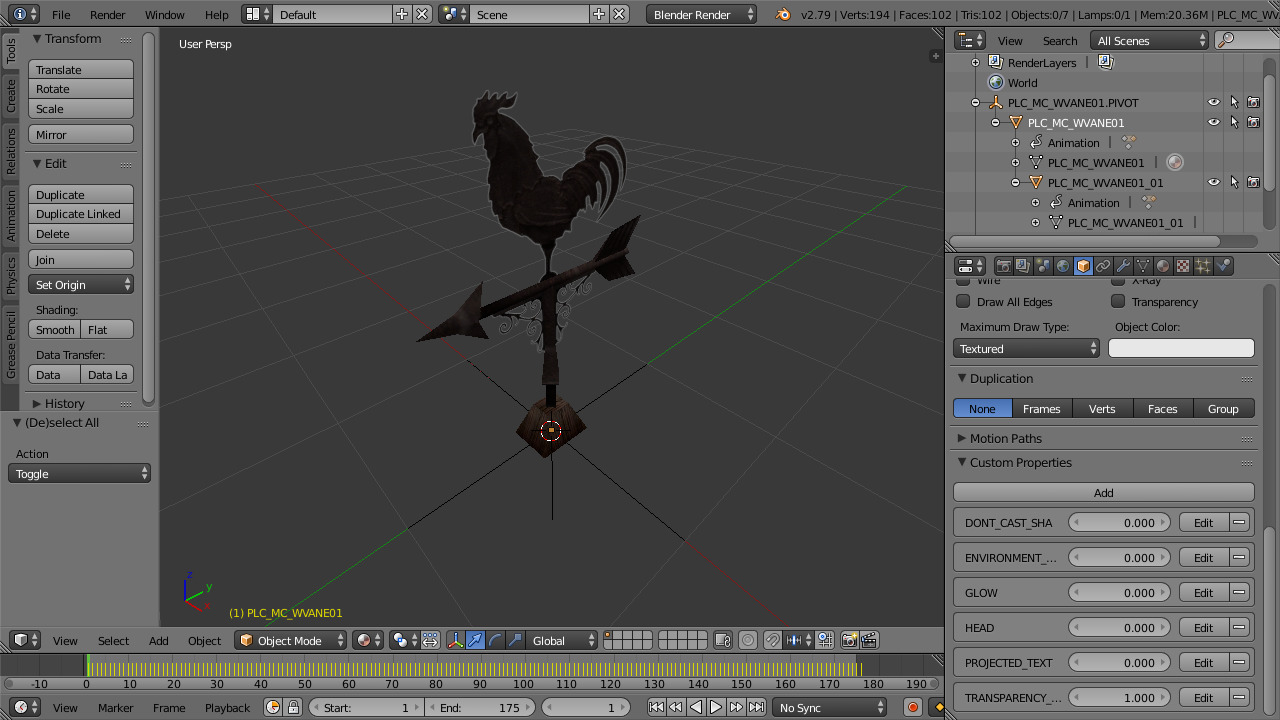 File Render Window Help Default Scene Blender Render v2.79 | Verts:194 | Faces:102 | Tris:102 | Objects:0/7 | Lamps:0/1 | Mem:20.36M | PLC_MC_WV
Tools
Create
Relations
Animation
Physics
Grease Pencil
Transform
Translate
Rotate
Scale
Mirror
Edit
Duplicate
Duplicate Linked
Delete
Join
Set Origin
Shading:
Smooth Flat
Data Transfer:
Data Data La
History
(De)select All
Action
Toggle
User Persp
z
y
x
(1) PLC_MC_WVANE01
View Select Add Object Object Mode Global
-10 0 10 20 30 40 50 60 70 80 90 100 110 120 130 140 150 160 170 180 190
View Marker Frame Playback Start: 1 End: 175 1 No Sync
View Search All Scenes
RenderLayers |
World
PLC_MC_WVANE01.PIVOT
PLC_MC_WVANE01
Animation |
PLC_MC_WVANE01 |
PLC_MC_WVANE01_01
Animation |
PLC_MC_WVANE01_01 |
Wire X-Ray
Draw All Edges Transparency
Maximum Draw Type: Object Color:
Textured
Duplication
None Frames Verts Faces Group
Motion Paths
Custom Properties
Add
DONT_CAST_SHA 0.000 Edit
ENVIRONMENT_... 0.000 Edit
GLOW 0.000 Edit
HEAD 0.000 Edit
PROJECTED_TEXT 0.000 Edit
TRANSPARENCY_... 1.000 Edit